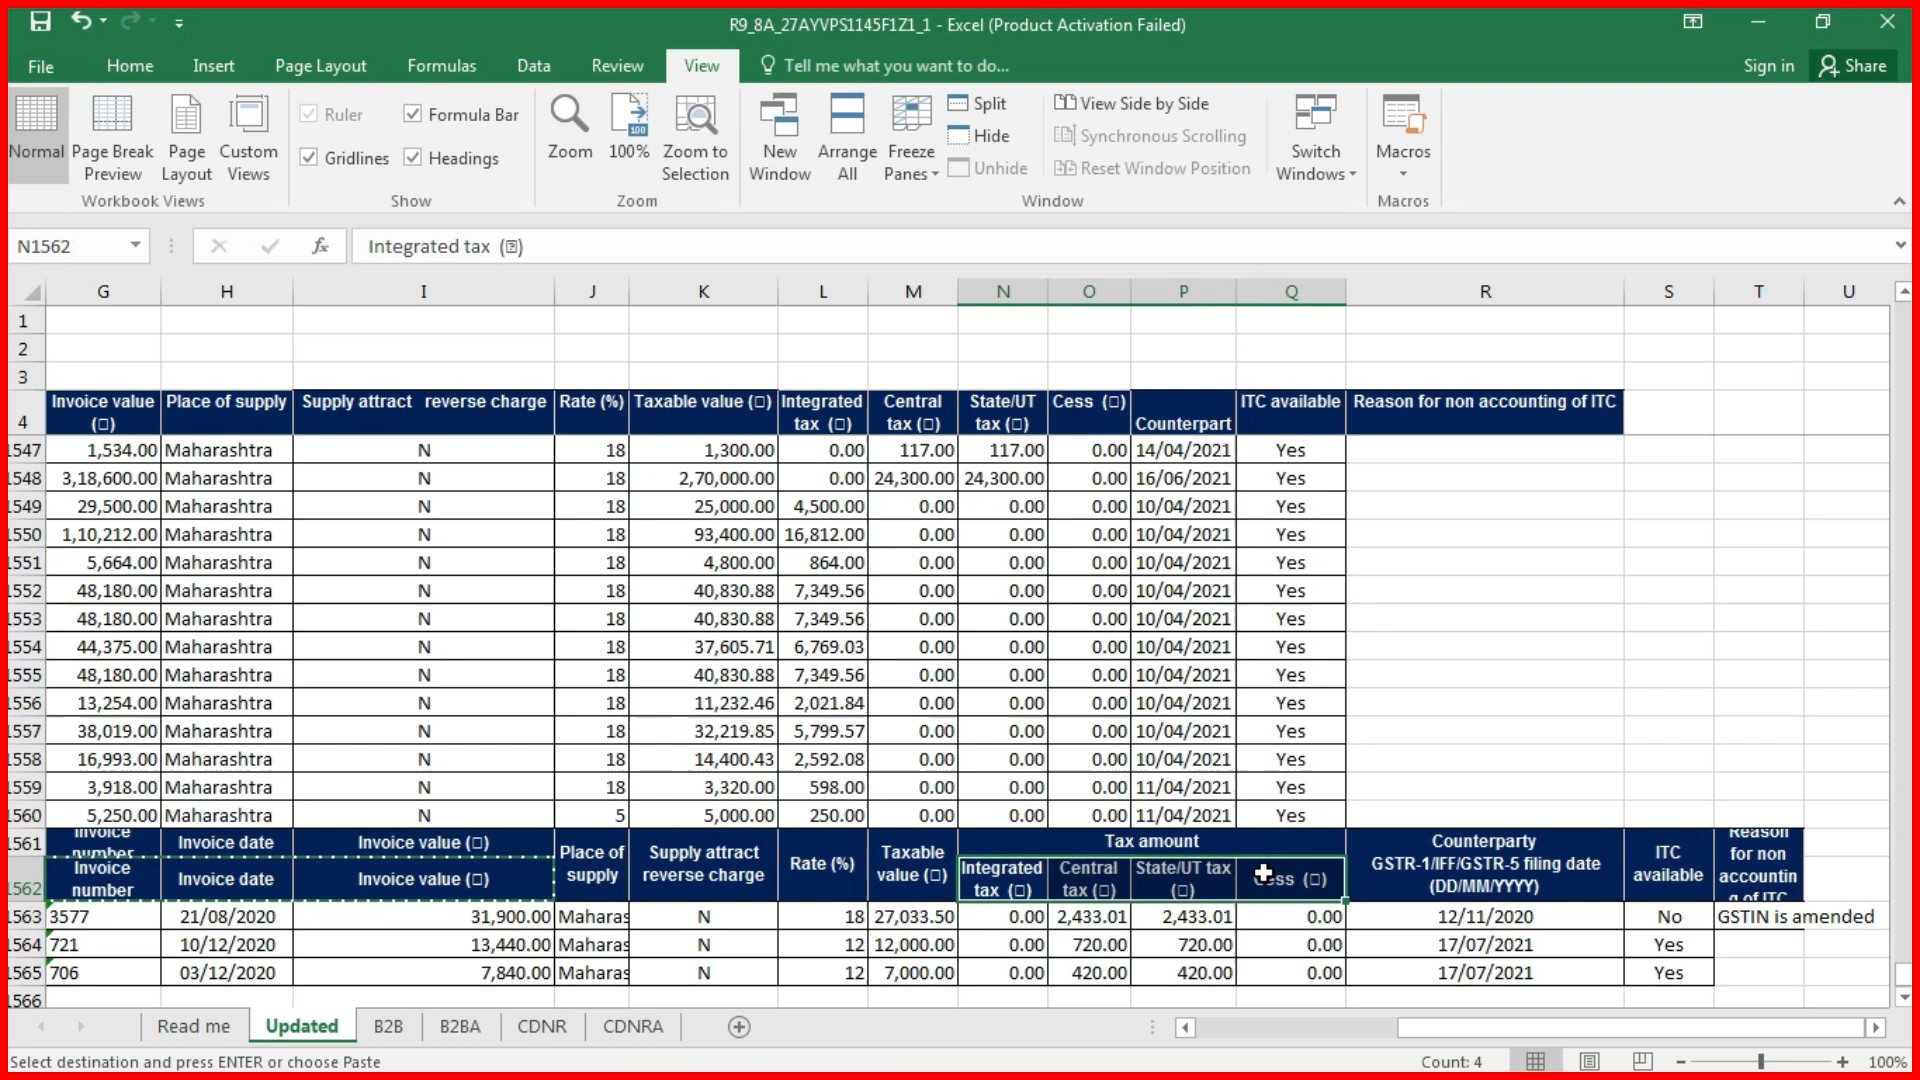 R9_8A_27AYVPS1145F1Z1_1 - Excel (Product Activation Failed)
File Home Insert Page Layout Formulas Data Review View Tell me what you want to do... Sign in Share
Normal Page Break Preview Page Layout Custom Views
Ruler Formula Bar
Gridlines Headings
Zoom 100% Zoom to Selection
New Window Arrange All Freeze Panes
Split
Hide
Unhide
View Side by Side
Synchronous Scrolling
Reset Window Position
Switch Windows Macros
Workbook Views Show Zoom Window Macros
N1562 fx Integrated tax (?)
G H I J K L M N O P Q R S T U
1
2
3
4 Invoice value (□) Place of supply Supply attract reverse charge Rate (%) Taxable value (□) Integrated tax (□) Central tax (□) State/UT tax (□) Cess (□) Counterpart ITC available Reason for non accounting of ITC
1547 1,534.00 Maharashtra N 18 1,300.00 0.00 117.00 117.00 0.00 14/04/2021 Yes
1548 3,18,600.00 Maharashtra N 18 2,70,000.00 0.00 24,300.00 24,300.00 0.00 16/06/2021 Yes
1549 29,500.00 Maharashtra N 18 25,000.00 4,500.00 0.00 0.00 0.00 10/04/2021 Yes
1550 1,10,212.00 Maharashtra N 18 93,400.00 16,812.00 0.00 0.00 0.00 10/04/2021 Yes
1551 5,664.00 Maharashtra N 18 4,800.00 864.00 0.00 0.00 0.00 10/04/2021 Yes
1552 48,180.00 Maharashtra N 18 40,830.88 7,349.56 0.00 0.00 0.00 10/04/2021 Yes
1553 48,180.00 Maharashtra N 18 40,830.88 7,349.56 0.00 0.00 0.00 10/04/2021 Yes
1554 44,375.00 Maharashtra N 18 37,605.71 6,769.03 0.00 0.00 0.00 10/04/2021 Yes
1555 48,180.00 Maharashtra N 18 40,830.88 7,349.56 0.00 0.00 0.00 10/04/2021 Yes
1556 13,254.00 Maharashtra N 18 11,232.46 2,021.84 0.00 0.00 0.00 10/04/2021 Yes
1557 38,019.00 Maharashtra N 18 32,219.85 5,799.57 0.00 0.00 0.00 10/04/2021 Yes
1558 16,993.00 Maharashtra N 18 14,400.43 2,592.08 0.00 0.00 0.00 10/04/2021 Yes
1559 3,918.00 Maharashtra N 18 3,320.00 598.00 0.00 0.00 0.00 11/04/2021 Yes
1560 5,250.00 Maharashtra N 5 5,000.00 250.00 0.00 0.00 0.00 11/04/2021 Yes
1561 Invoice number Invoice date Invoice value (□) Place of supply Supply attract reverse charge Rate (%) Taxable value (□) Tax amount Counterparty GSTR-1/IFF/GSTR-5 filing date (DD/MM/YYYY) ITC available Reason for non accountin g of ITC
1562 Invoice number Invoice date Invoice value (□) Integrated tax (□) Central tax (□) State/UT tax (□) Cess (□)
1563 3577 21/08/2020 31,900.00 Maharas N 18 27,033.50 0.00 2,433.01 2,433.01 0.00 12/11/2020 No GSTIN is amended
1564 721 10/12/2020 13,440.00 Maharas N 12 12,000.00 0.00 720.00 720.00 0.00 17/07/2021 Yes
1565 706 03/12/2020 7,840.00 Maharas N 12 7,000.00 0.00 420.00 420.00 0.00 17/07/2021 Yes
1566
Read me Updated B2B B2BA CDNR CDNRA
Select destination and press ENTER or choose Paste Count: 4 100%